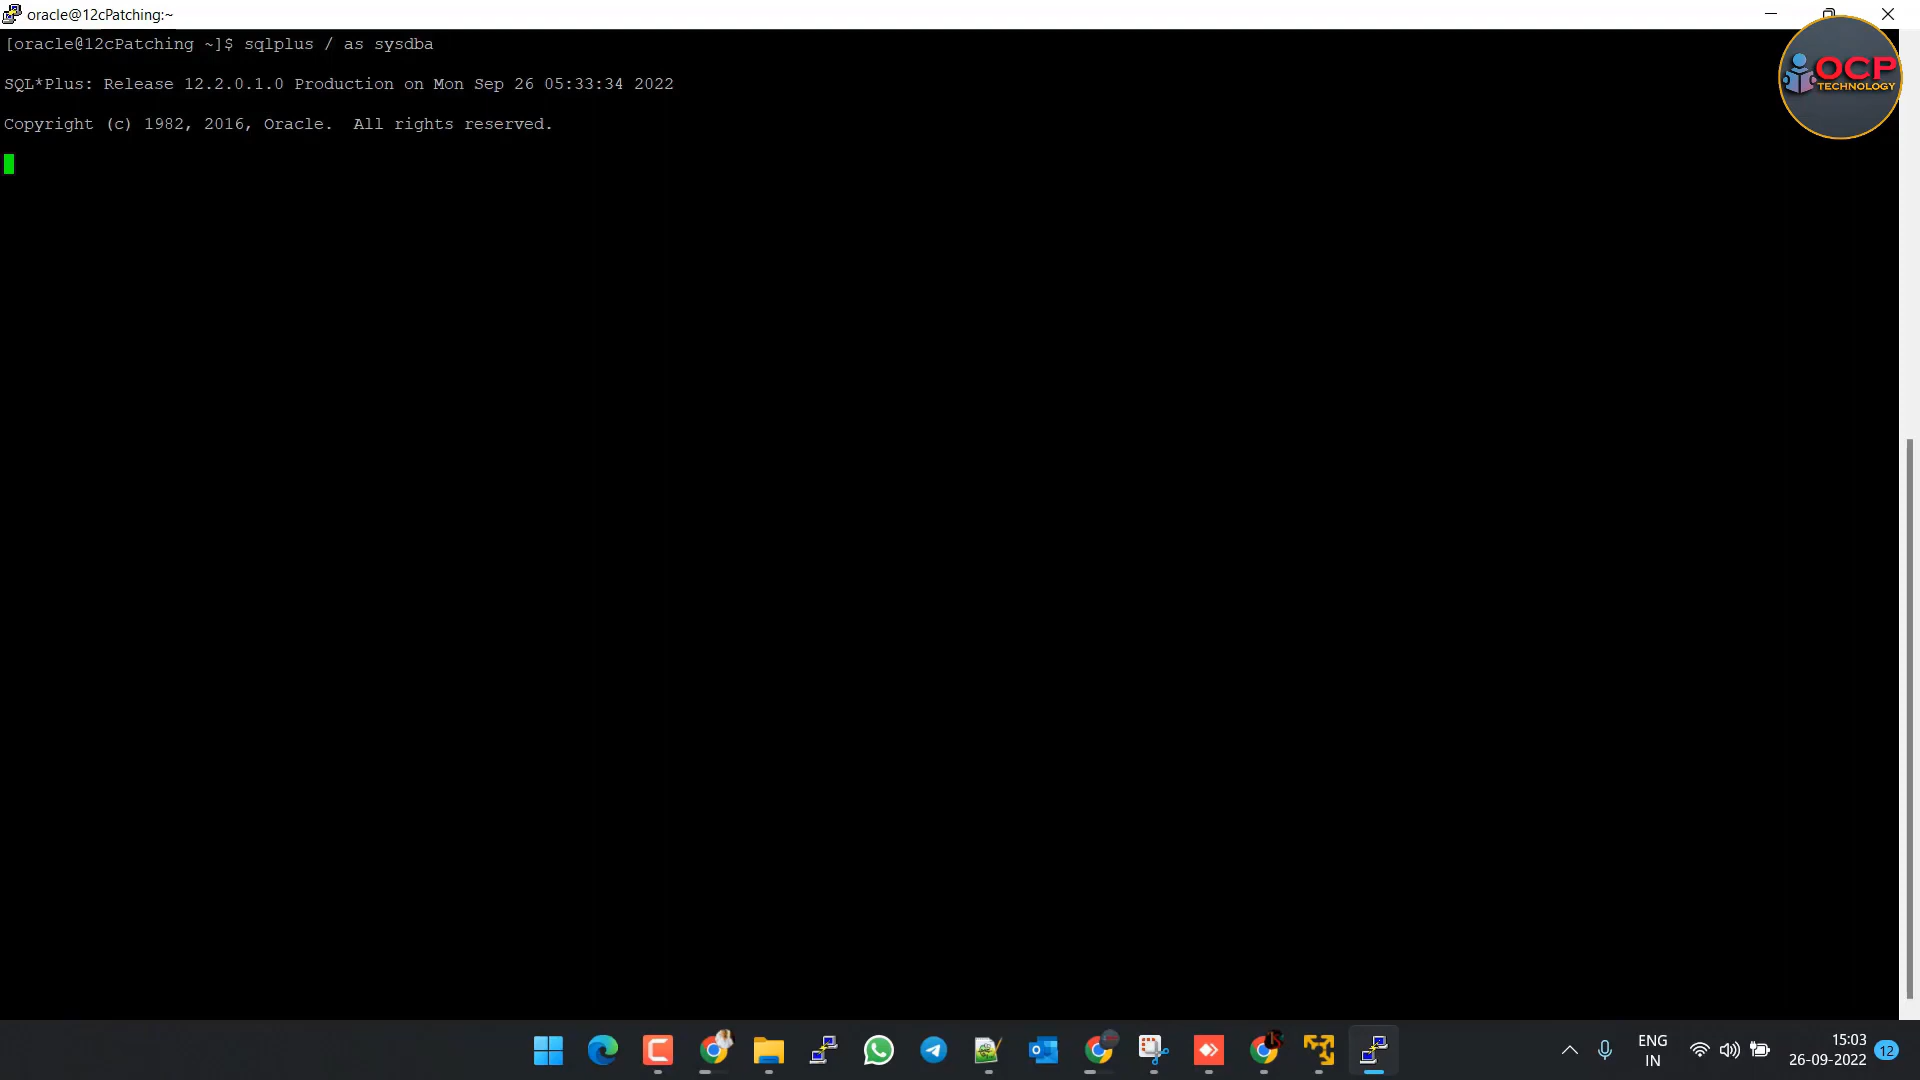 oracle@12cPatching:~
[oracle@12cPatching ~]$ sqlplus / as sysdba
SQL*Plus: Release 12.2.0.1.0 Production on Mon Sep 26 05:33:34 2022
Copyright (c) 1982, 2016, Oracle.  All rights reserved.
OCP
TECHNOLOGY
ENG
IN
15:03
26-09-2022
12